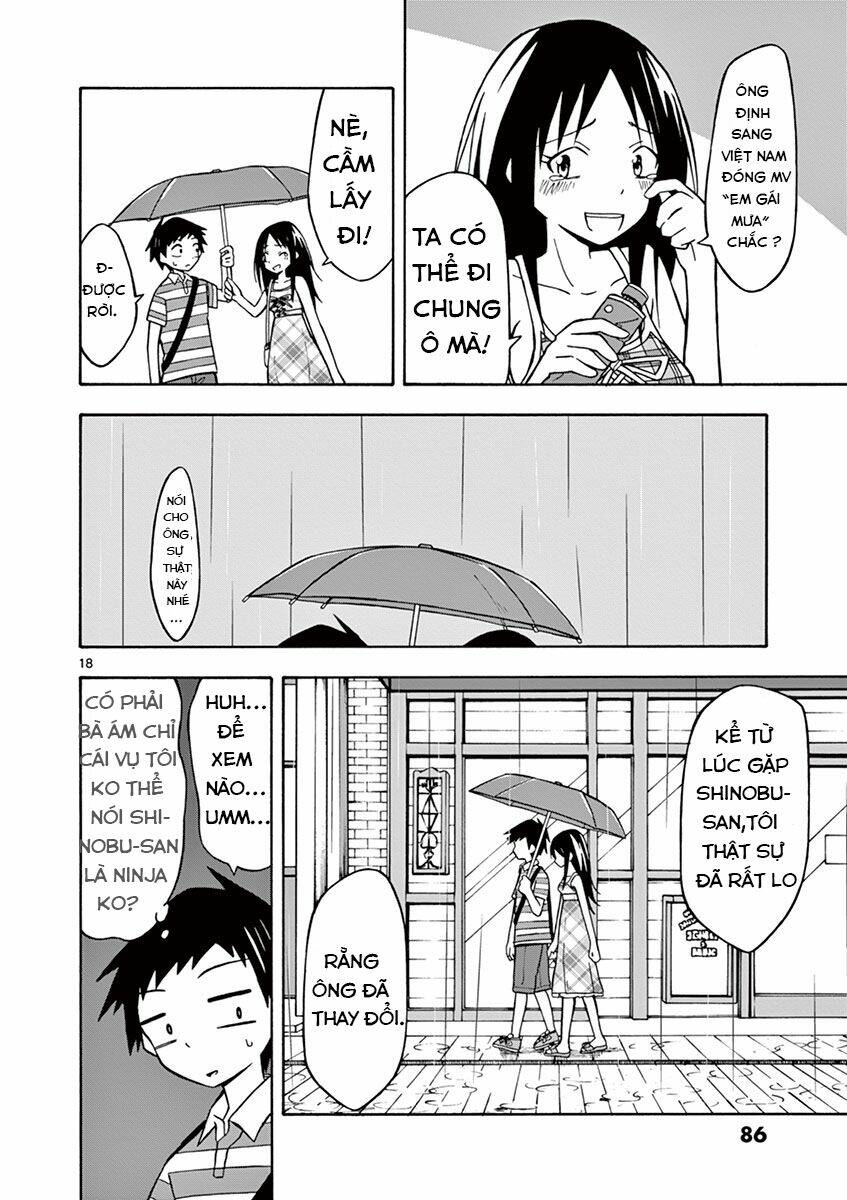 ÔNG
ĐỊNH
SANG
VIỆT NAM
ĐÓNG MV
“EM GÁI
MƯA“
CHẮC ?
TA CÓ
THỂ ĐI
CHUNG
Ô MÀ!
NÈ,
CẦM
LẤY
ĐI!
Đ-
ĐƯỢC
RỒI.
NÓI
CHO
ÔNG,
SỰ
THẬT
NÀY
NHÉ
...
18
KỂ TỪ
LÚC GẶP
SHINOBU-
SAN,TÔI
THẬT SỰ
ĐÃ RẤT LO
RẰNG
ÔNG ĐÃ
THAY ĐỔI.
HUH...
ĐỂ
XEM
NÀO...
UMM...
CÓ PHẢI
BÀ ÁM CHỈ
CÁI VỤ TÔI
KO THỂ
NÓI SHI-
NOBU-SAN
LÀ NINJA
KO?
86